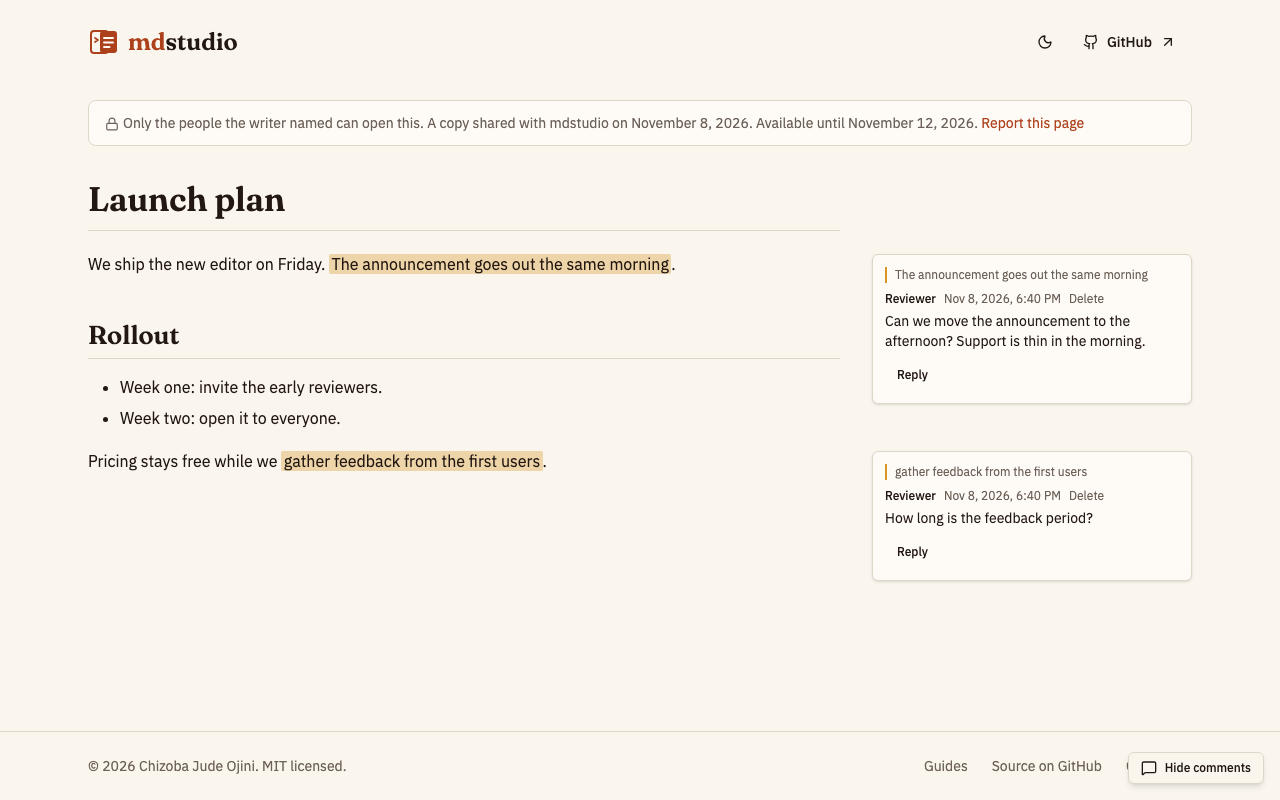 mdstudio
GitHub
Only the people the writer named can open this. A copy shared with mdstudio on November 8, 2026. Available until November 12, 2026. Report this page
Launch plan
We ship the new editor on Friday. The announcement goes out the same morning.
The announcement goes out the same morning
Reviewer Nov 8, 2026, 6:40 PM Delete
Can we move the announcement to the
afternoon? Support is thin in the morning.
Reply
Rollout
• Week one: invite the early reviewers.
• Week two: open it to everyone.
Pricing stays free while we gather feedback from the first users.
gather feedback from the first users
Reviewer Nov 8, 2026, 6:40 PM Delete
How long is the feedback period?
Reply
© 2026 Chizoba Jude Ojini. MIT licensed.
Guides
Source on GitHub
Hide comments